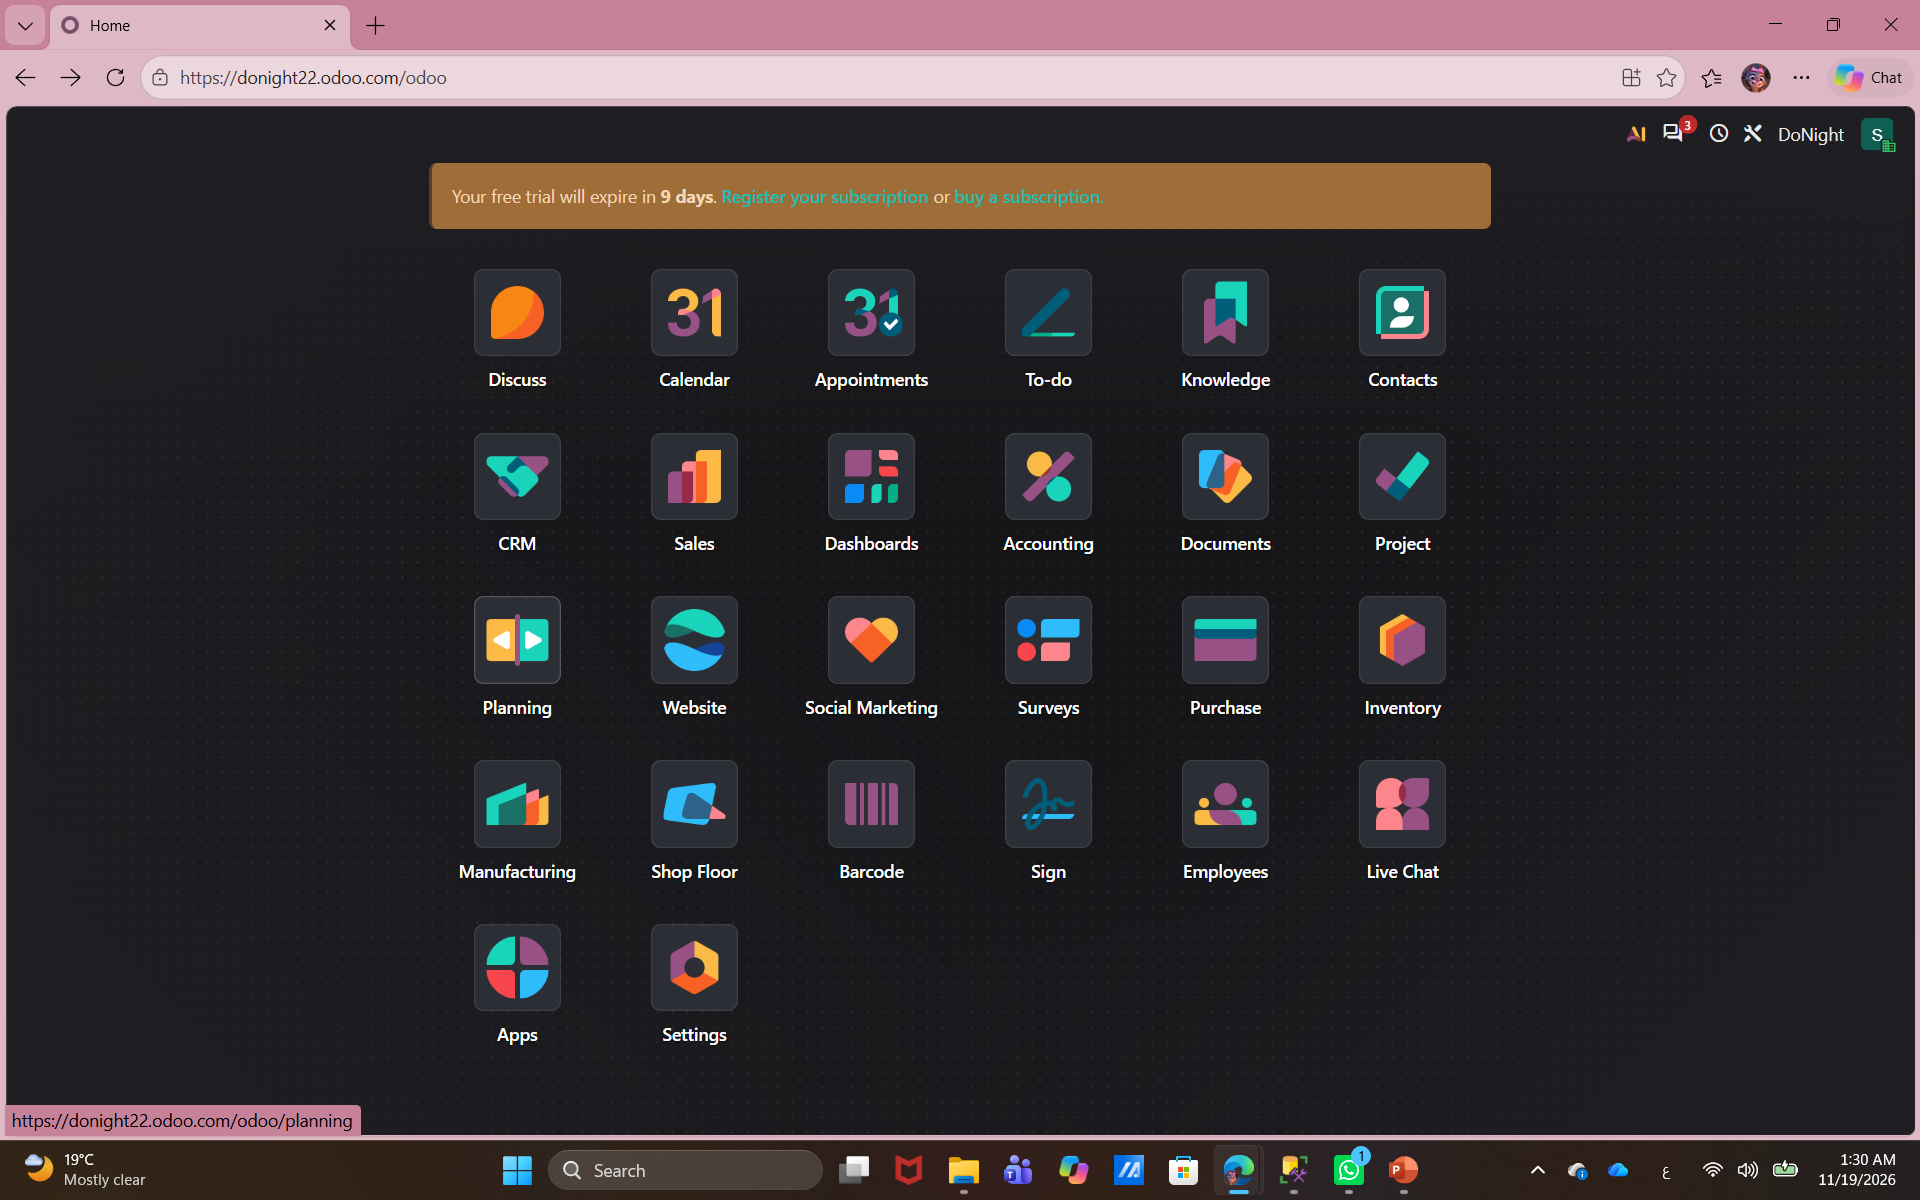 Home
https://donight22.odoo.com/odoo
Chat
AI
3
DoNight
S
Your free trial will expire in 9 days. Register your subscription or buy a subscription.
31
31
Discuss
Calendar
Appointments
To-do
Knowledge
Contacts
CRM
Sales
Dashboards
Accounting
Documents
Project
Planning
Website
Social Marketing
Surveys
Purchase
Inventory
Manufacturing
Shop Floor
Barcode
Sign
Employees
Live Chat
Apps
Settings
https://donight22.odoo.com/odoo/planning
19°C
Mostly clear
Search
1
ع
1:30 AM
11/19/2026